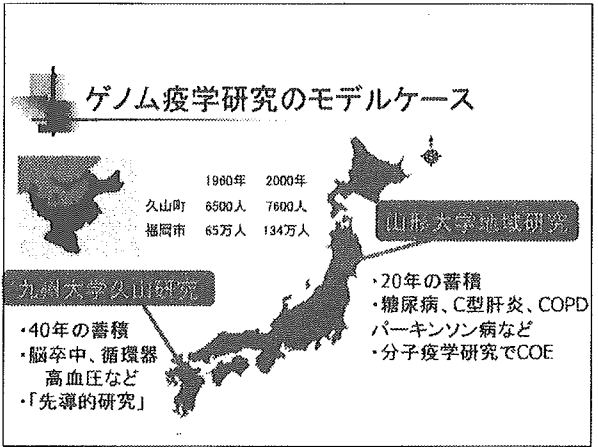 ゲノム疫学研究のモデルケース
1960年 2000年
久山町 6500人 7600人
福岡市 65万人 134万人
山形大学地域研究
・20年の蓄積
・糖尿病、C型肝炎、COPD
パーキンソン病など
・分子疫学研究でCOE
九州大学久山研究
・40年の蓄積
・脳卒中、循環器
高血圧など
・「先導的研究」